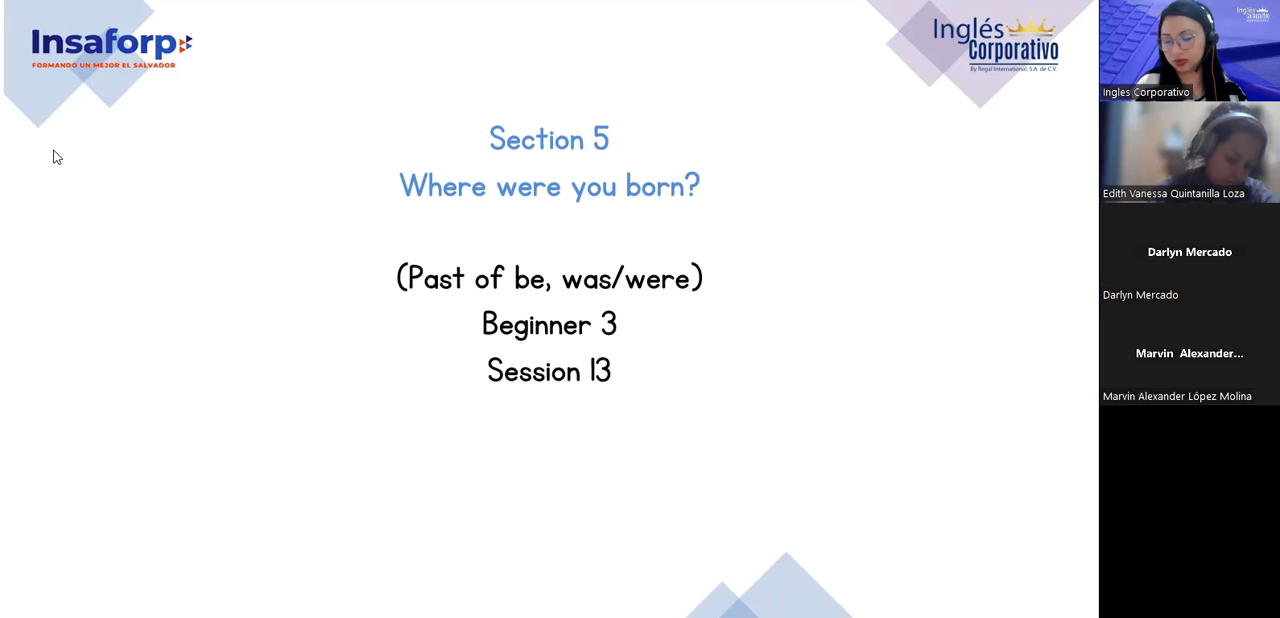 Insaforp
FORMANDO UN MEJOR EL SALVADOR
Inglés
Corporativo
By Regal International, S.A. de C.V.
Section 5
Where were you born?
(Past of be, was/were)
Beginner 3
Session 13
Ingles Corporativo
Edith Vanessa Quintanilla Loza
Darlyn Mercado
Darlyn Mercado
Marvin Alexander...
Marvin Alexander López Molina